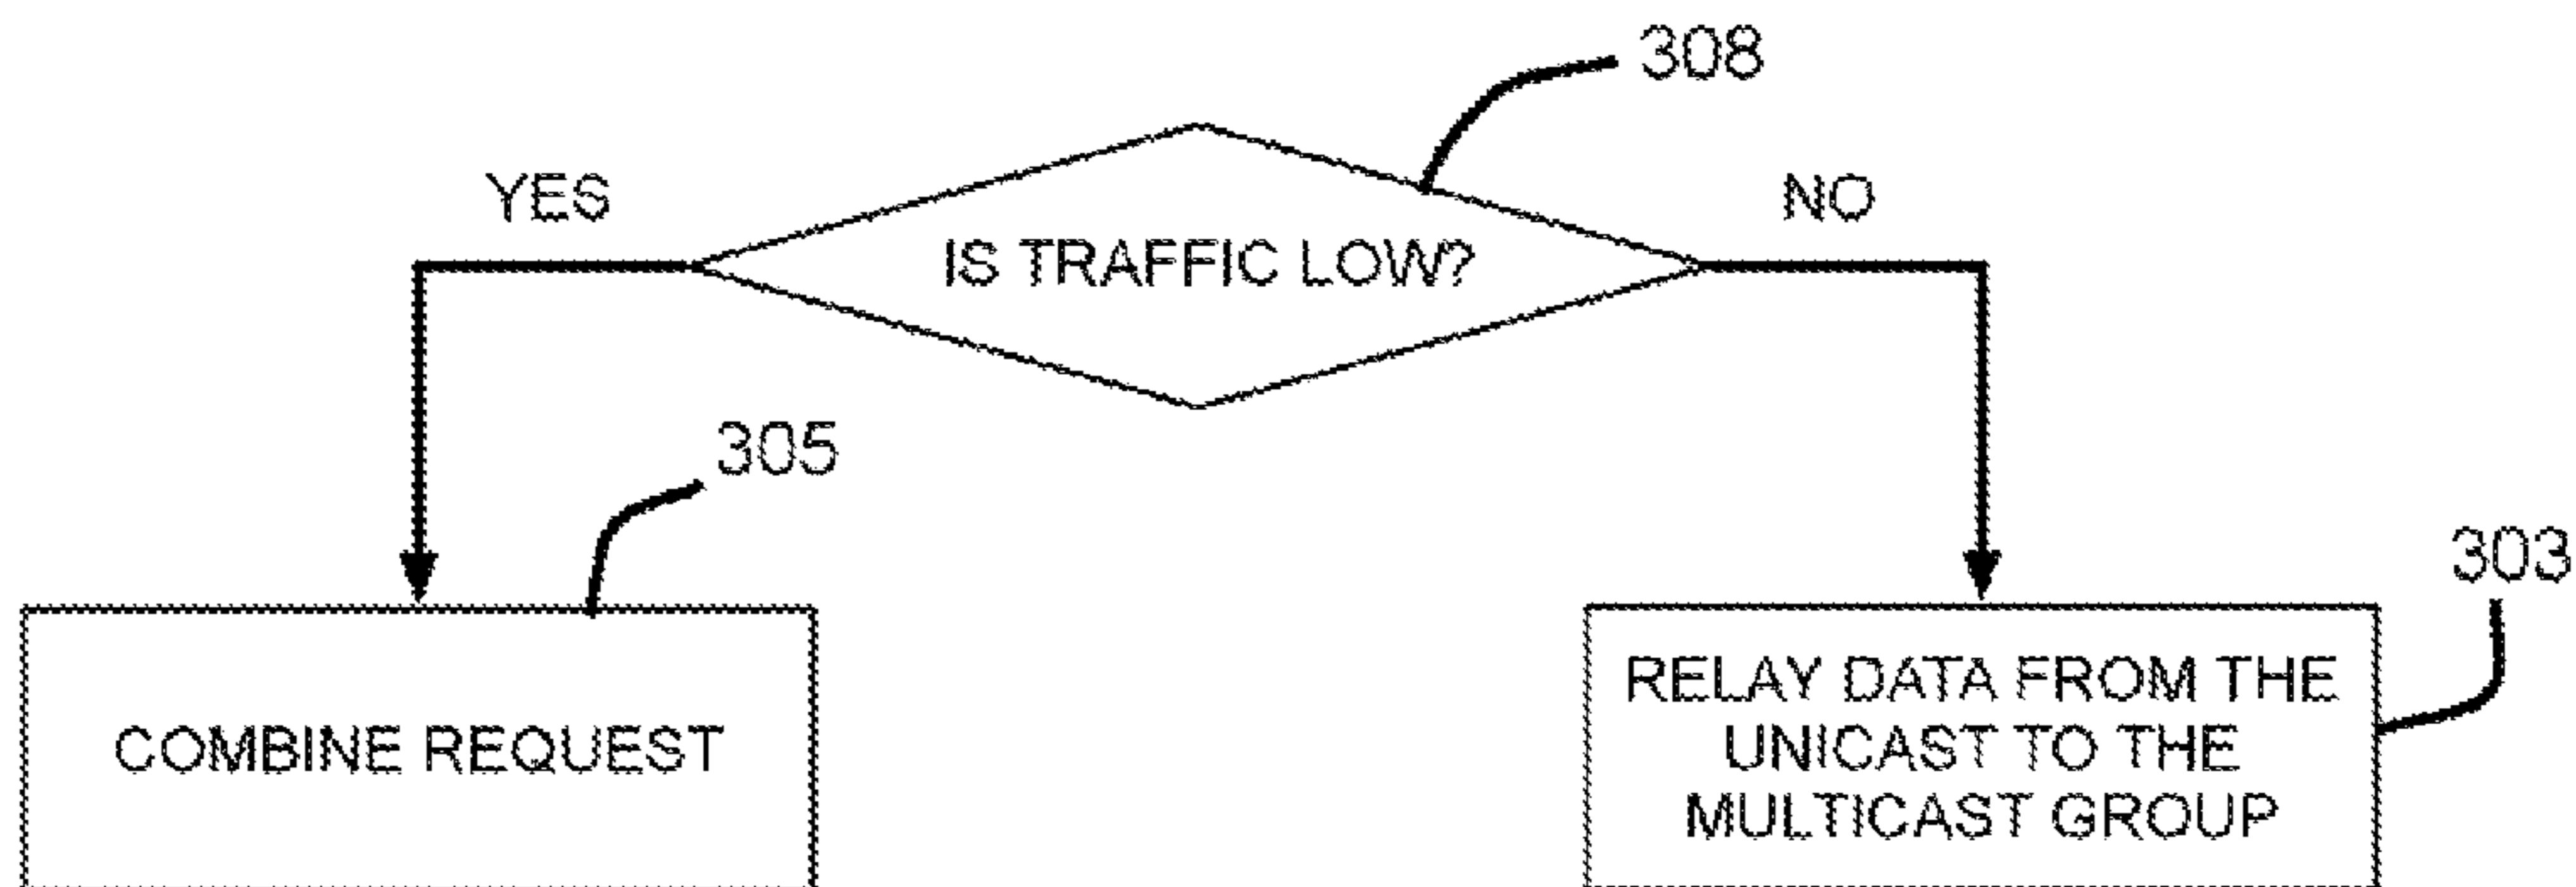 308
YES
NO
IS TRAFFIC LOW?
305
303
COMBINE REQUEST
RELAY DATA FROM THE
UNICAST TO THE
MULTICAST GROUP